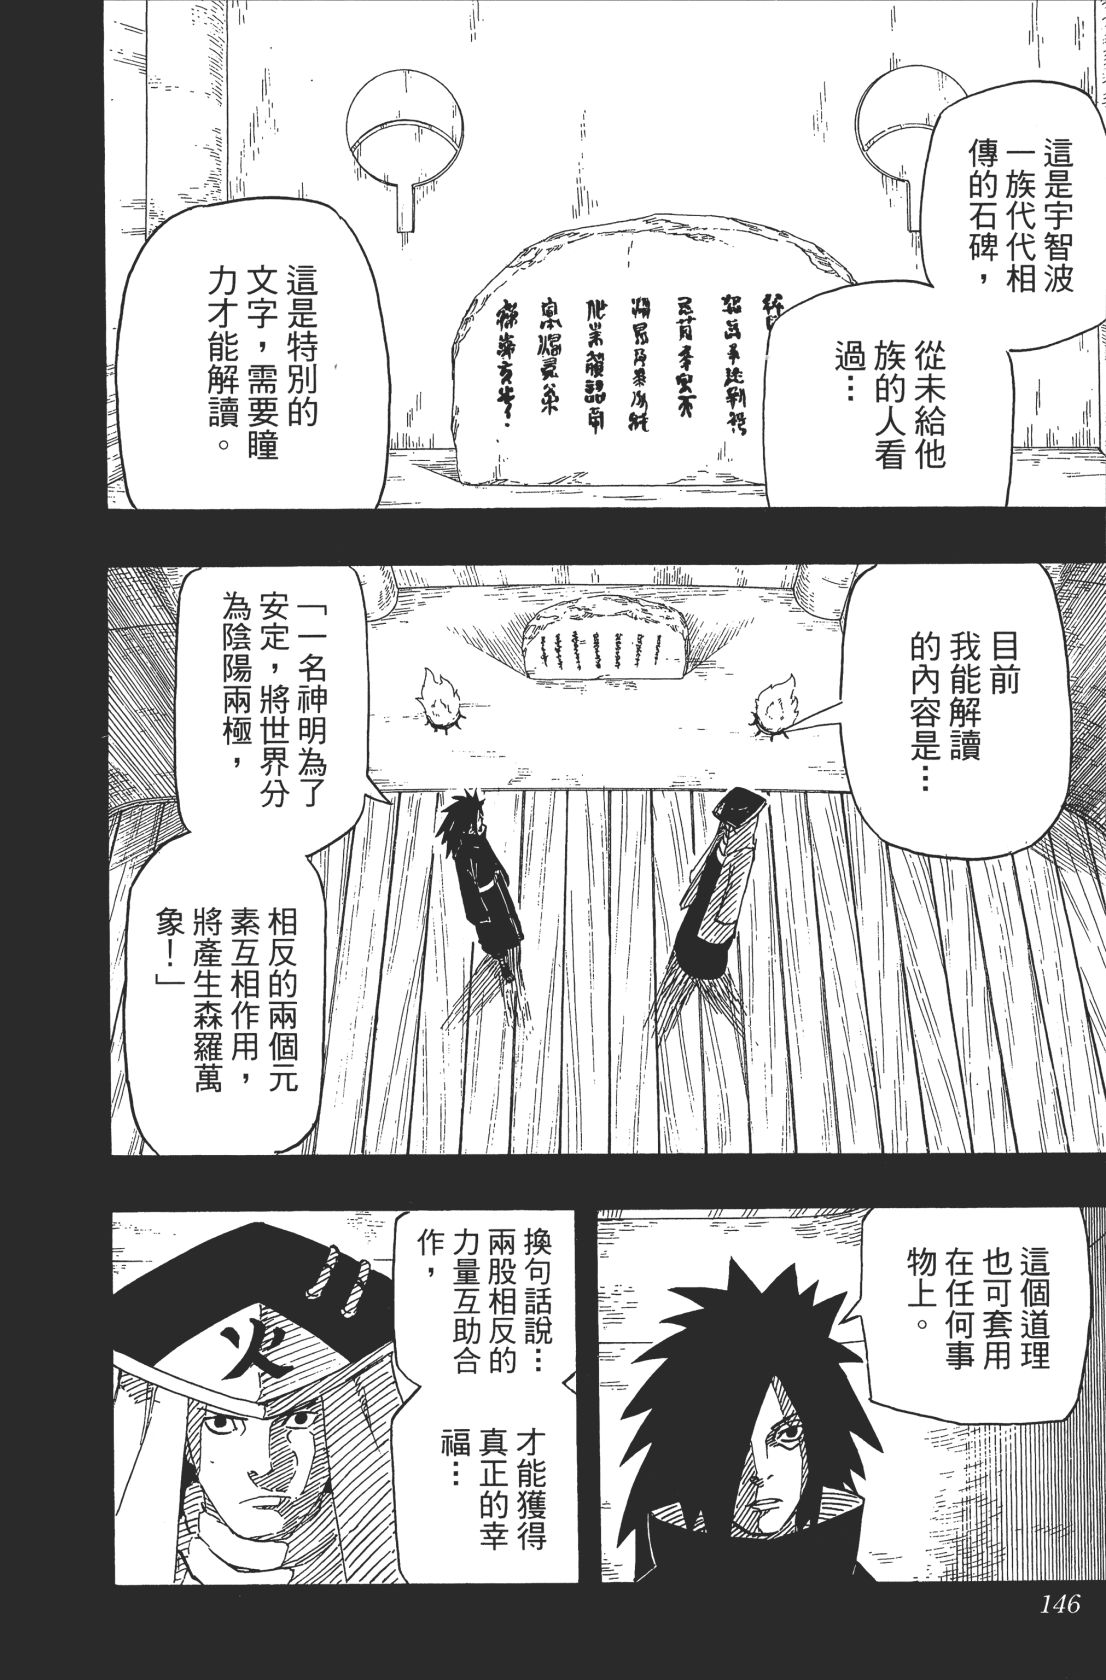 這是宇智波
一族代代相
傳的石碑，
從未給他
族的人看
過…
這是特別的
文字，需要瞳
力才能解讀。
目前
我能解讀
的內容是…
「一名神明為了
安定，將世界分
為陰陽兩極，
相反的兩個元
素互相作用，
將產生森羅萬
象！」
這個道理
也可套用
在任何事
物上。
換句話說…
兩股相反的
力量互助合
作，
才能獲得
真正的幸
福…
火
146